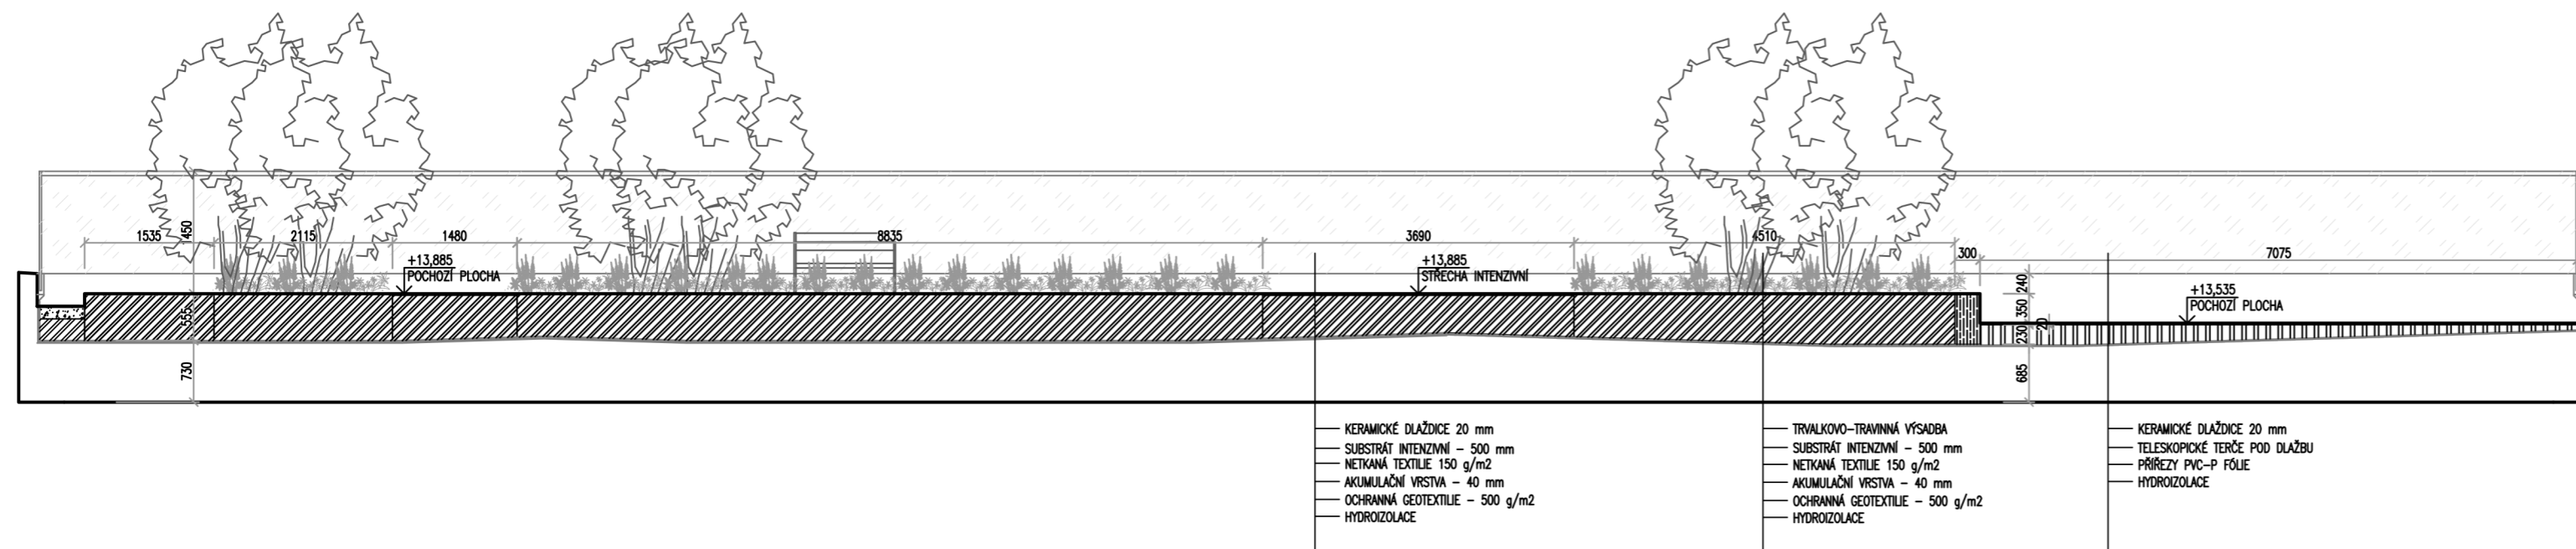 1450
1535
2115
1480
8835
3690
4510
300
7075
+13,885
POCHOZÍ PLOCHA
+13,885
STŘECHA INTENZIVNÍ
+13,535
POCHOZÍ PLOCHA
240
350
20
230
685
555
730
KERAMICKÉ DLAŽDICE 20 mm
SUBSTRÁT INTENZIVNÍ – 500 mm
NETKANÁ TEXTILIE 150 g/m2
AKUMULAČNÍ VRSTVA – 40 mm
OCHRANNÁ GEOTEXTILIE – 500 g/m2
HYDROIZOLACE
TRVALKOVO-TRAVINNÁ VÝSADBA
SUBSTRÁT INTENZIVNÍ – 500 mm
NETKANÁ TEXTILIE 150 g/m2
AKUMULAČNÍ VRSTVA – 40 mm
OCHRANNÁ GEOTEXTILIE – 500 g/m2
HYDROIZOLACE
KERAMICKÉ DLAŽDICE 20 mm
TELESKOPICKÉ TERČE POD DLAŽBU
PŘÍŘEZY PVC-P FÓLIE
HYDROIZOLACE